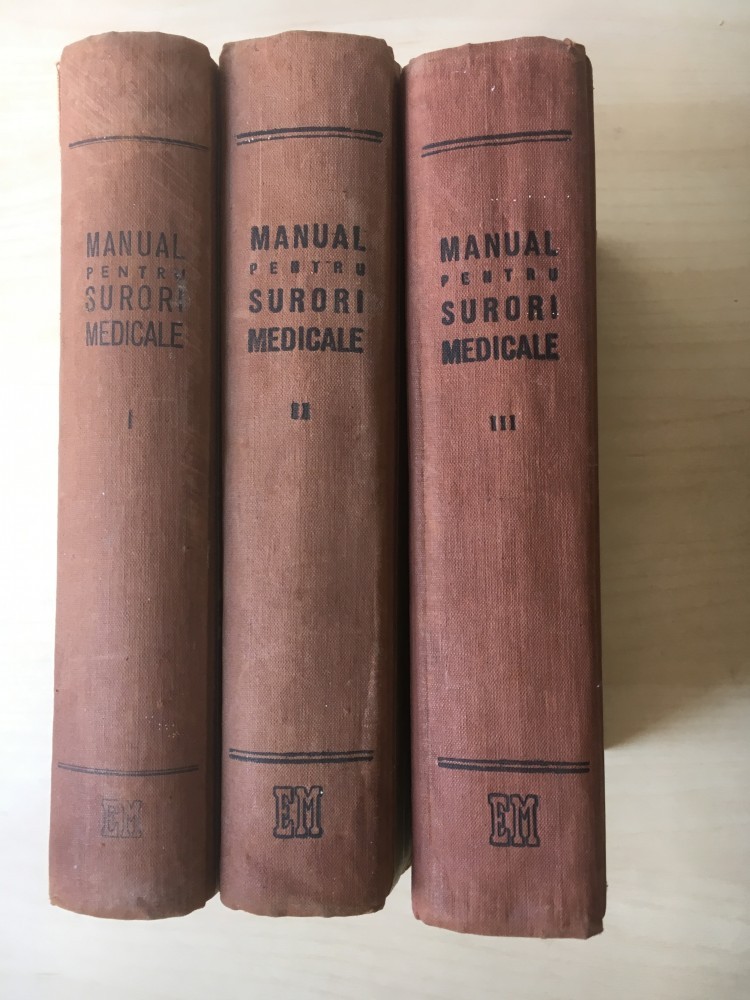 MANUAL
PENTRU
SURORI
MEDICALE
I
EM
MANUAL
PENTRU
SURORI
MEDICALE
II
EM
MANUAL
PENTRU
SURORI
MEDICALE
III
EM